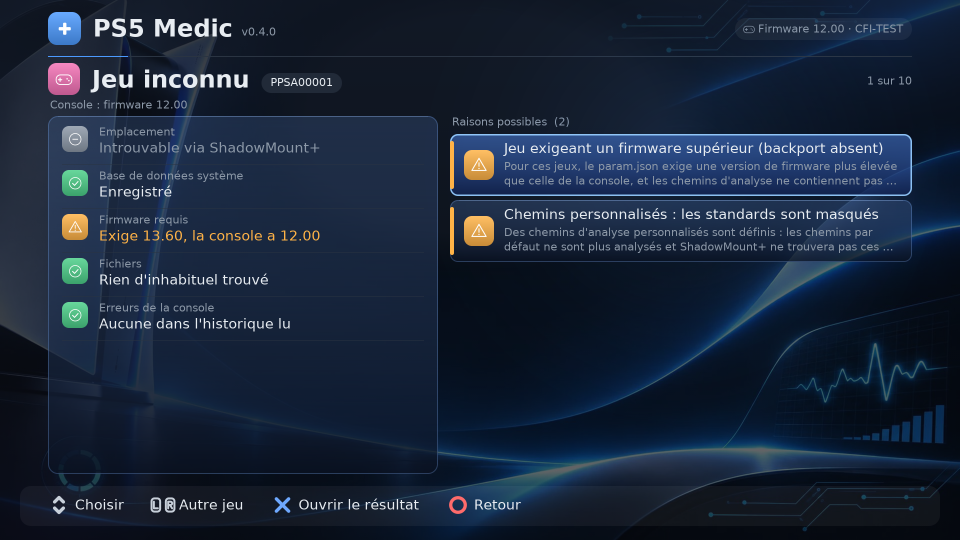 PS5 Medic v0.4.0
Firmware 12.00 · CFI-TEST
Jeu inconnu PPSA00001
1 sur 10
Console : firmware 12.00
Emplacement
Introuvable via ShadowMount+
Base de données système
Enregistré
Firmware requis
Exige 13.60, la console a 12.00
Fichiers
Rien d'inhabituel trouvé
Erreurs de la console
Aucune dans l'historique lu
Raisons possibles (2)
Jeu exigeant un firmware supérieur (backport absent)
Pour ces jeux, le param.json exige une version de firmware plus élevée
que celle de la console, et les chemins d'analyse ne contiennent pas ...
Chemins personnalisés : les standards sont masqués
Des chemins d'analyse personnalisés sont définis : les chemins par
défaut ne sont plus analysés et ShadowMount+ ne trouvera pas ces ...
Choisir
L R Autre jeu
Ouvrir le résultat
Retour